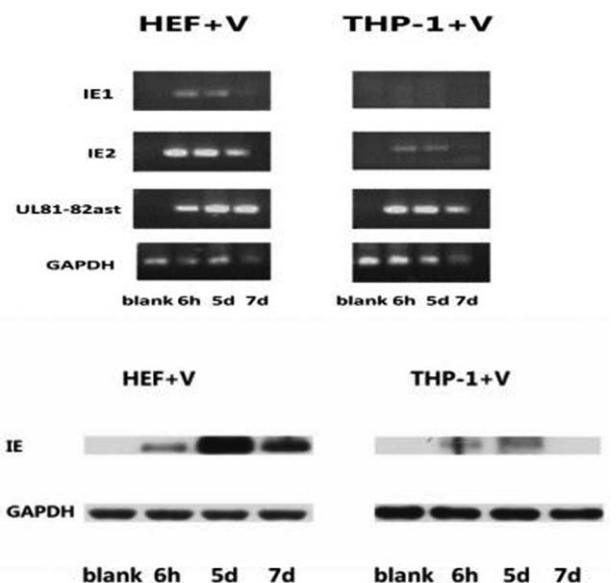 HEF+V THP-1+V
IE1
IE2
UL81-82ast
GAPDH
blank 6h 5d 7d blank 6h 5d 7d
HEF+V THP-1+V
IE
GAPDH
blank 6h 5d 7d blank 6h 5d 7d